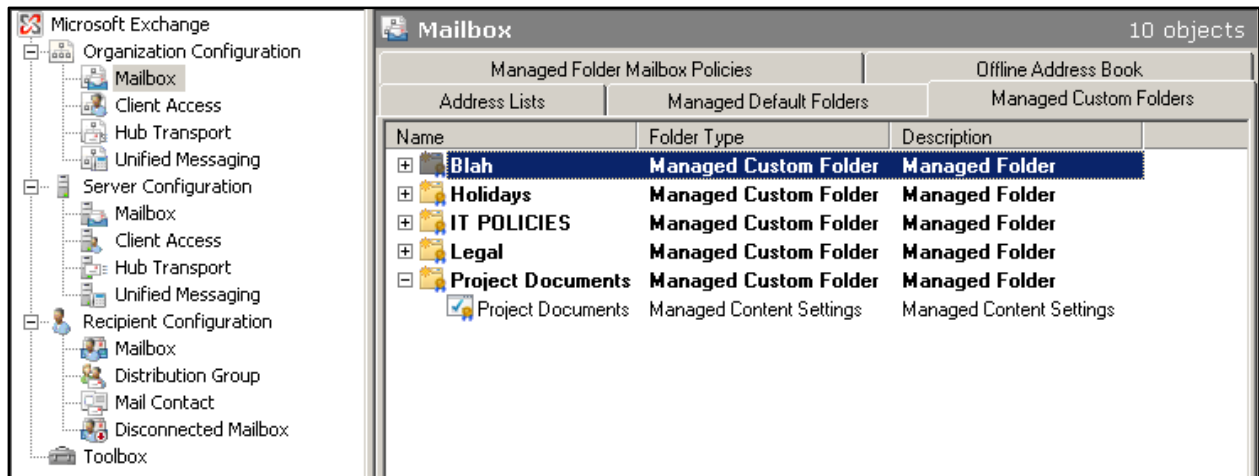 Microsoft Exchange
Organization Configuration
Mailbox
Client Access
Hub Transport
Unified Messaging
Server Configuration
Mailbox
Client Access
Hub Transport
Unified Messaging
Recipient Configuration
Mailbox
Distribution Group
Mail Contact
Disconnected Mailbox
Toolbox
Mailbox 10 objects
Managed Folder Mailbox Policies Offline Address Book
Address Lists Managed Default Folders Managed Custom Folders
Name Folder Type Description
Blah Managed Custom Folder Managed Folder
Holidays Managed Custom Folder Managed Folder
IT POLICIES Managed Custom Folder Managed Folder
Legal Managed Custom Folder Managed Folder
Project Documents Managed Custom Folder Managed Folder
Project Documents Managed Content Settings Managed Content Settings